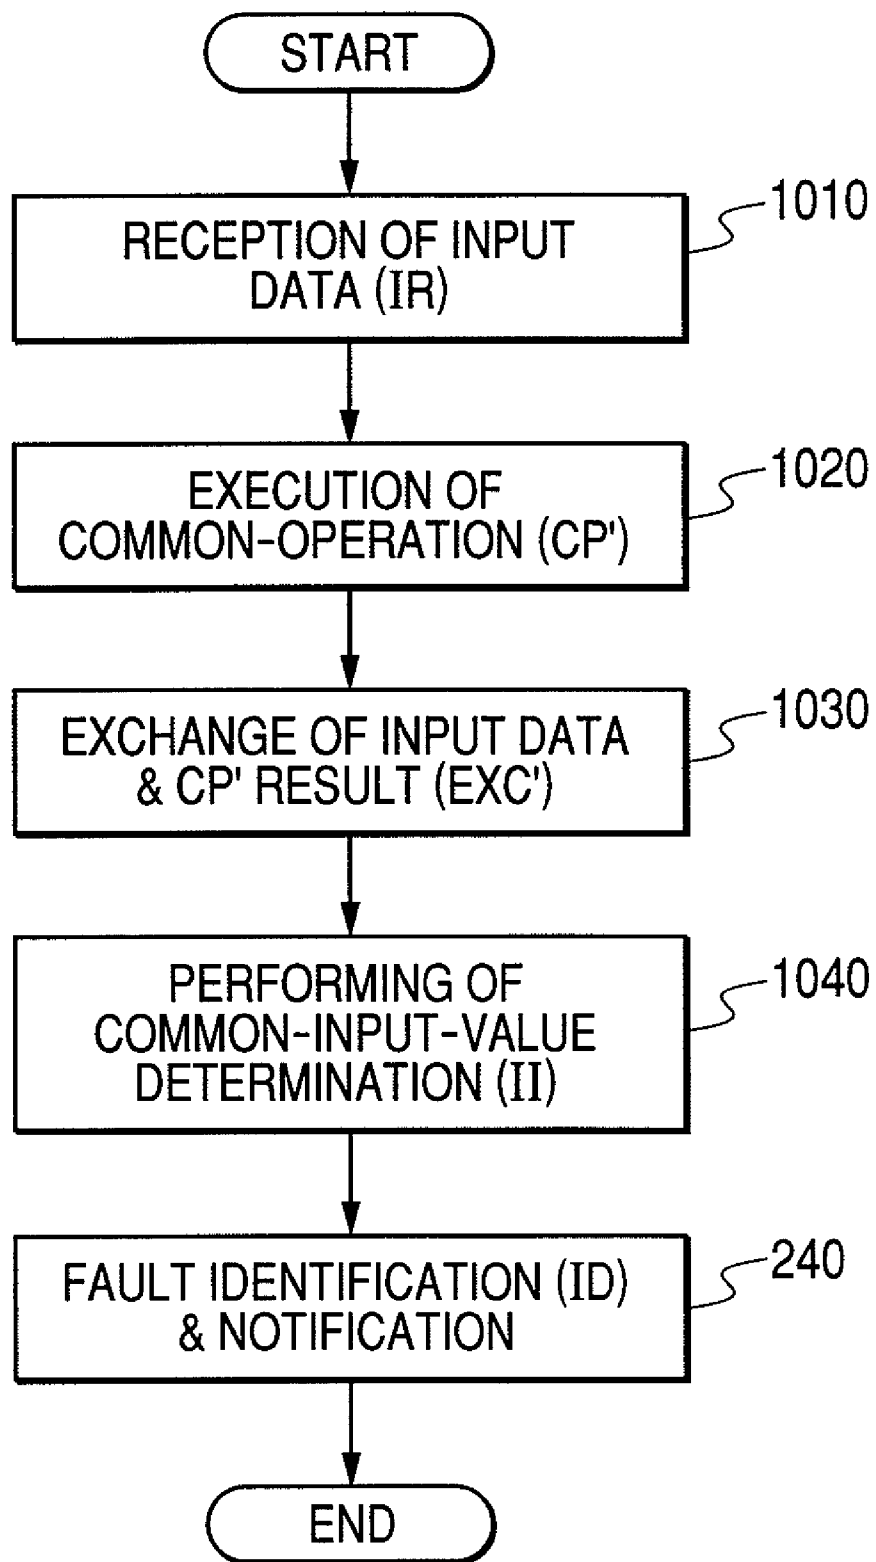 START
1010
RECEPTION OF INPUT
DATA (IR)
1020
EXECUTION OF
COMMON-OPERATION (CP')
1030
EXCHANGE OF INPUT DATA
& CP' RESULT (EXC')
1040
PERFORMING OF
COMMON-INPUT-VALUE
DETERMINATION (II)
240
FAULT IDENTIFICATION (ID)
& NOTIFICATION
END